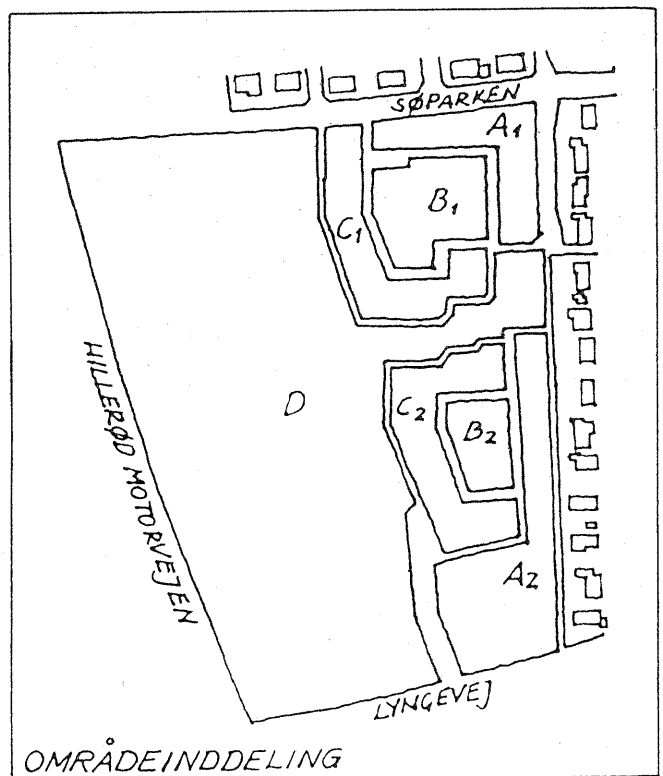 SØPARKEN
A1
B1
C1
HILLERØD MOTORVEJEN
D
C2
B2
A2
LYNGEVEJ
OMRÅDEINDDELING